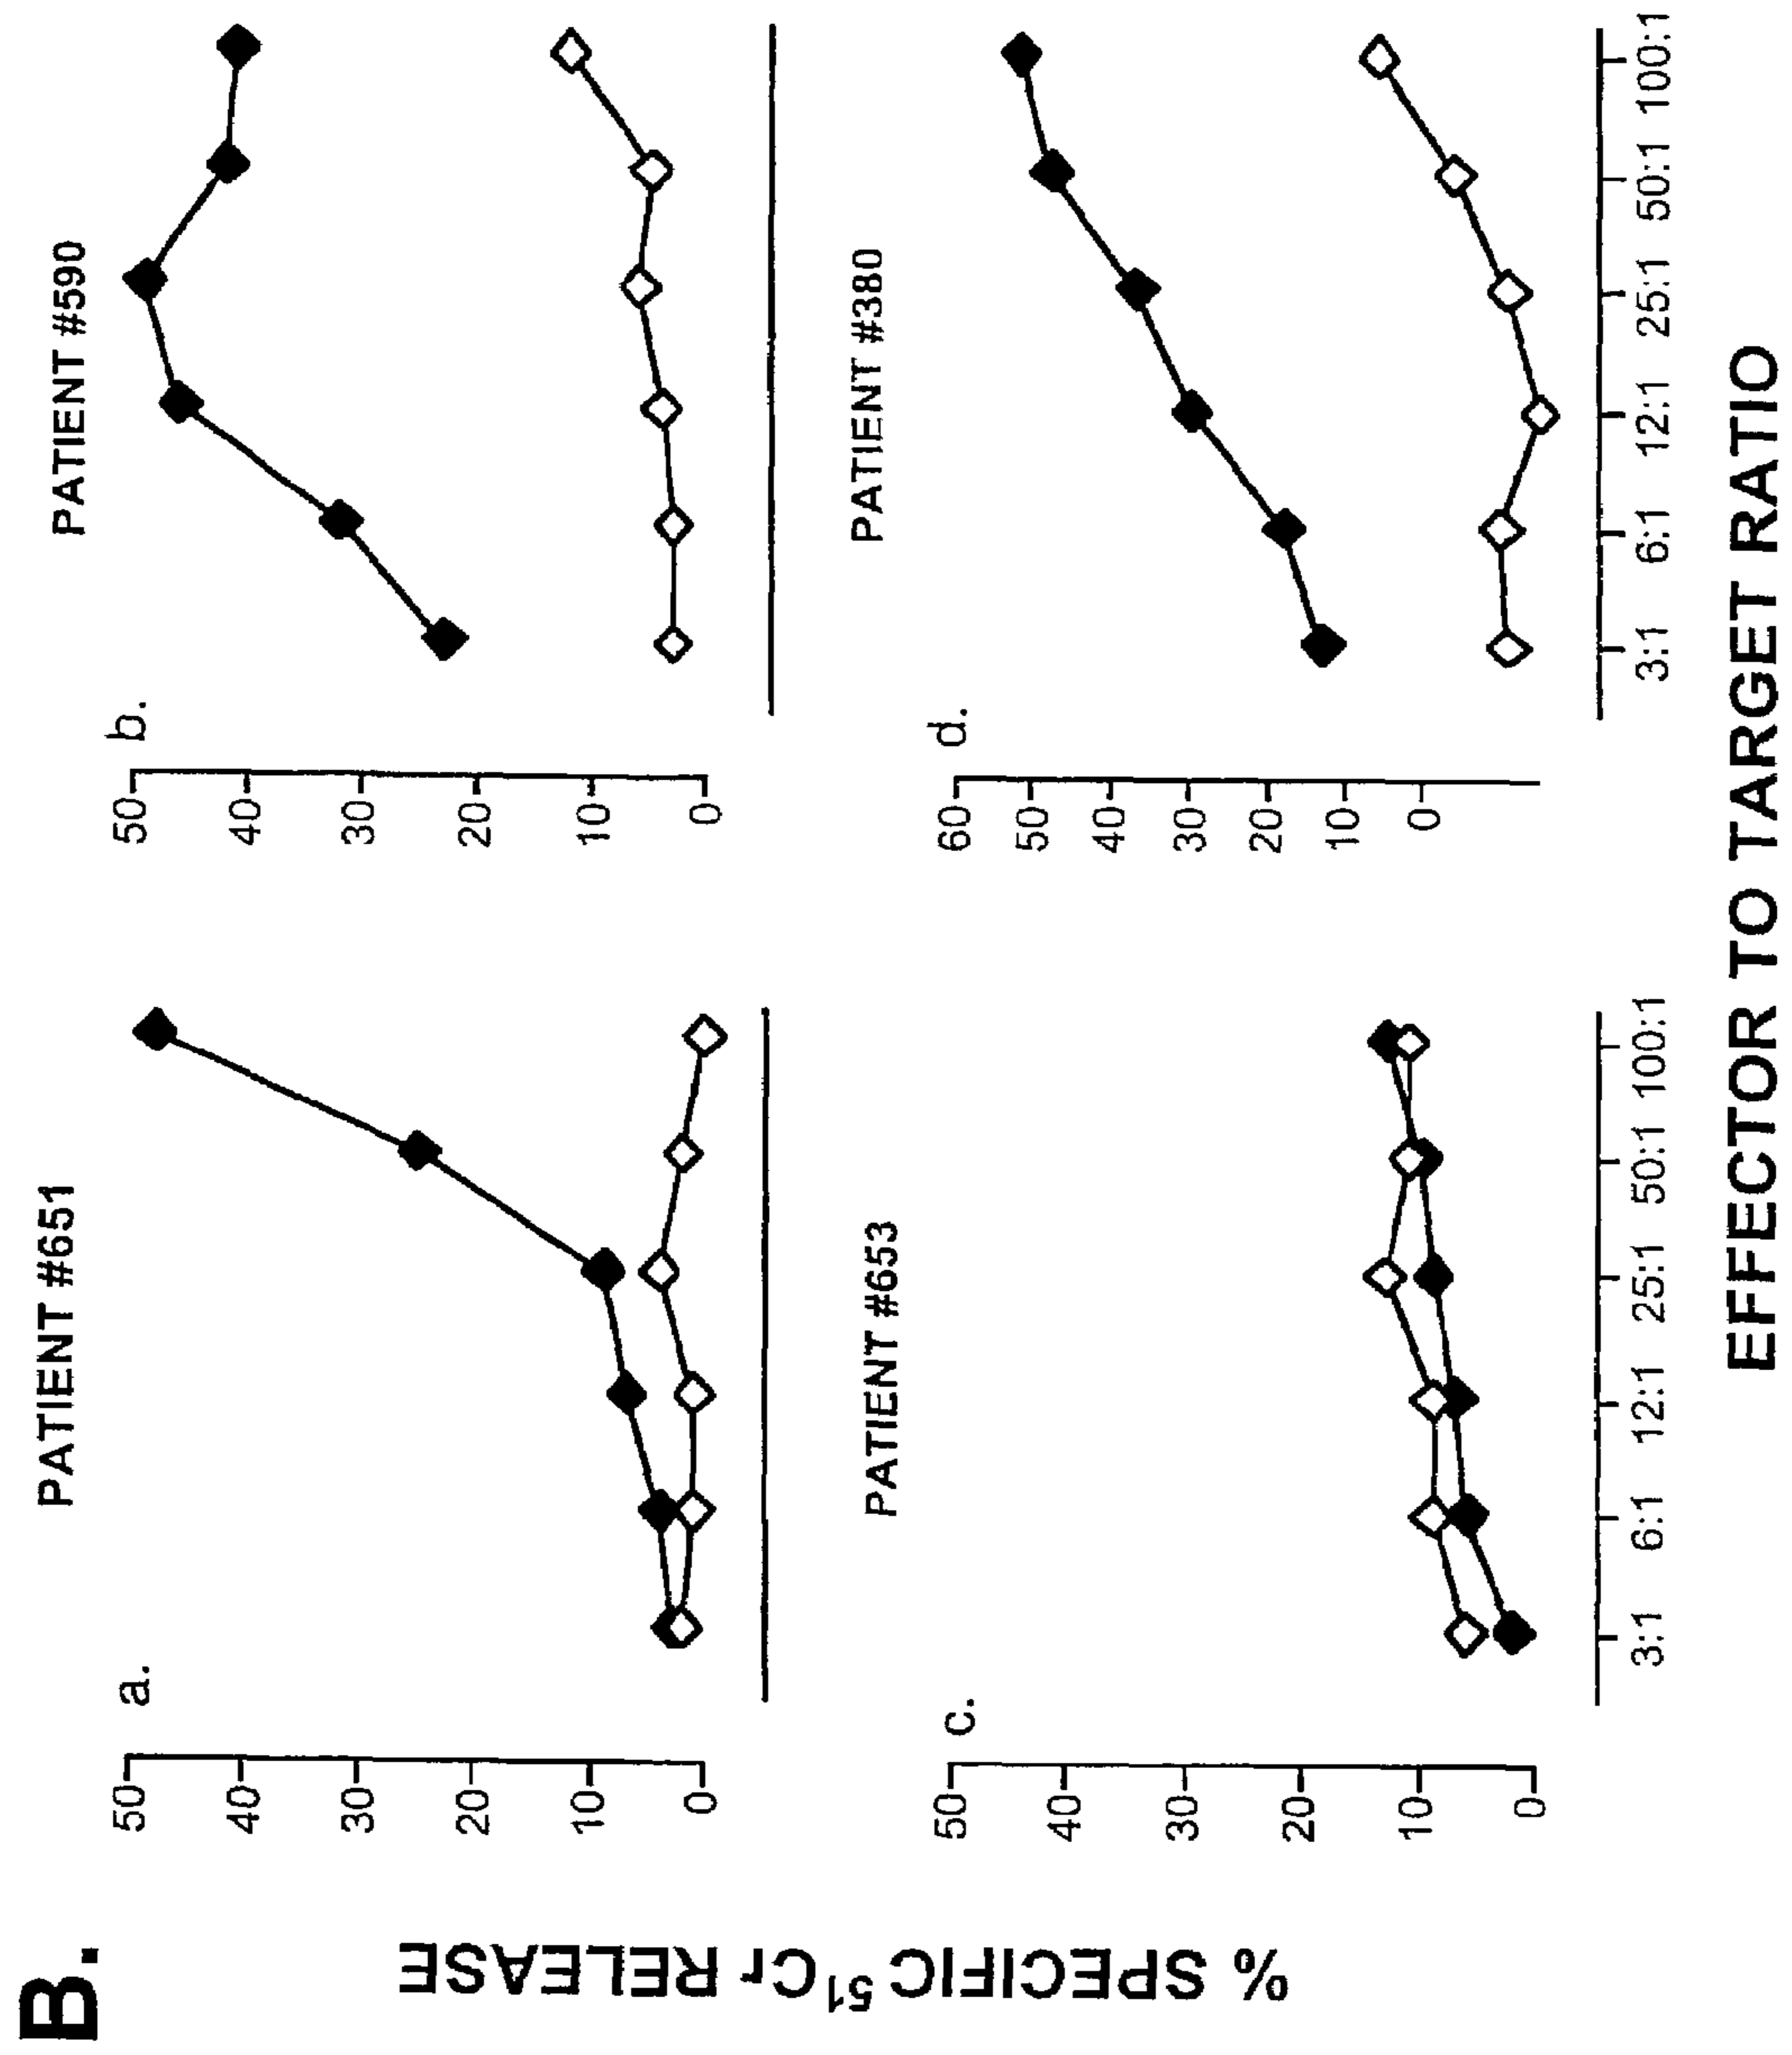 B.
% SPECIFIC ⁵¹Cr RELEASE
PATIENT #651
a.
50
40
30
20
10
0
PATIENT #590
b.
50
40
30
20
10
0
PATIENT #653
c.
50
40
30
20
10
0
3:1 6:1 12:1 25:1 50:1 100:1
PATIENT #380
d.
60
50
40
30
20
10
0
3:1 6:1 12:1 25:1 50:1 100:1
EFFECTOR TO TARGET RATIO